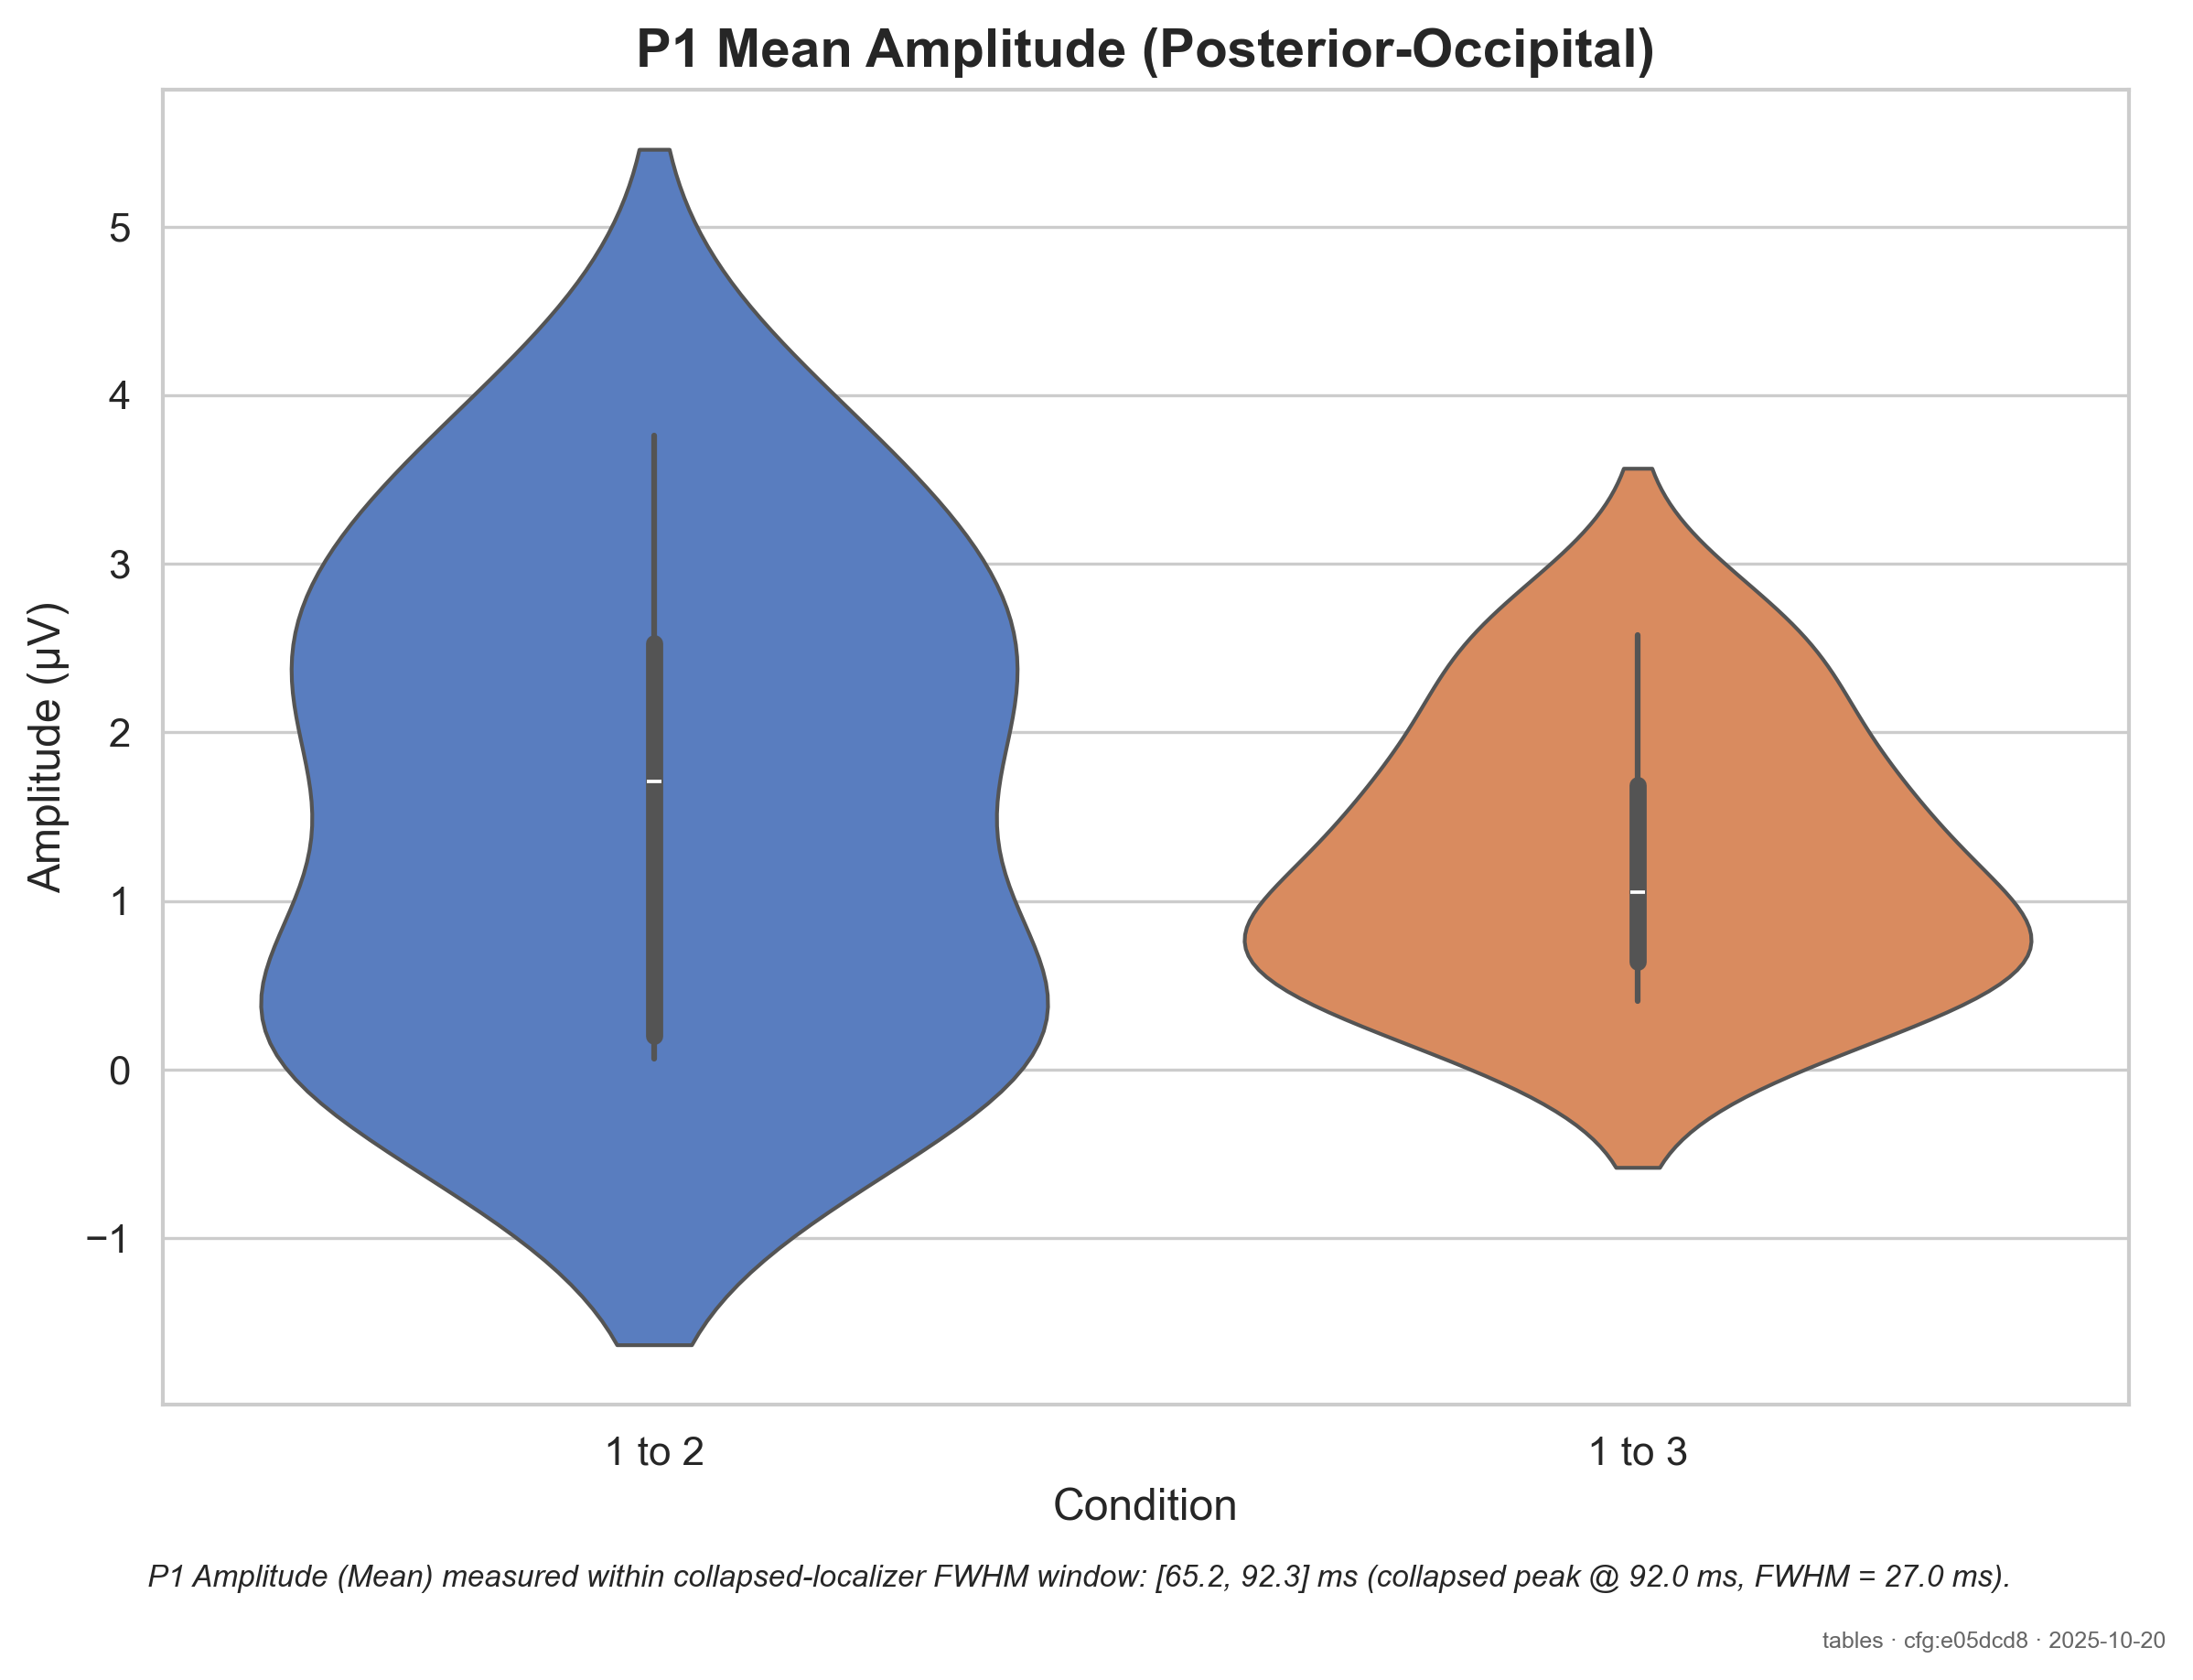 P1 Mean Amplitude (Posterior-Occipital)
Amplitude (µV)
5
4
3
2
1
0
−1
1 to 2
1 to 3
Condition
P1 Amplitude (Mean) measured within collapsed-localizer FWHM window: [65.2, 92.3] ms (collapsed peak @ 92.0 ms, FWHM = 27.0 ms).
tables · cfg:e05dcd8 · 2025-10-20